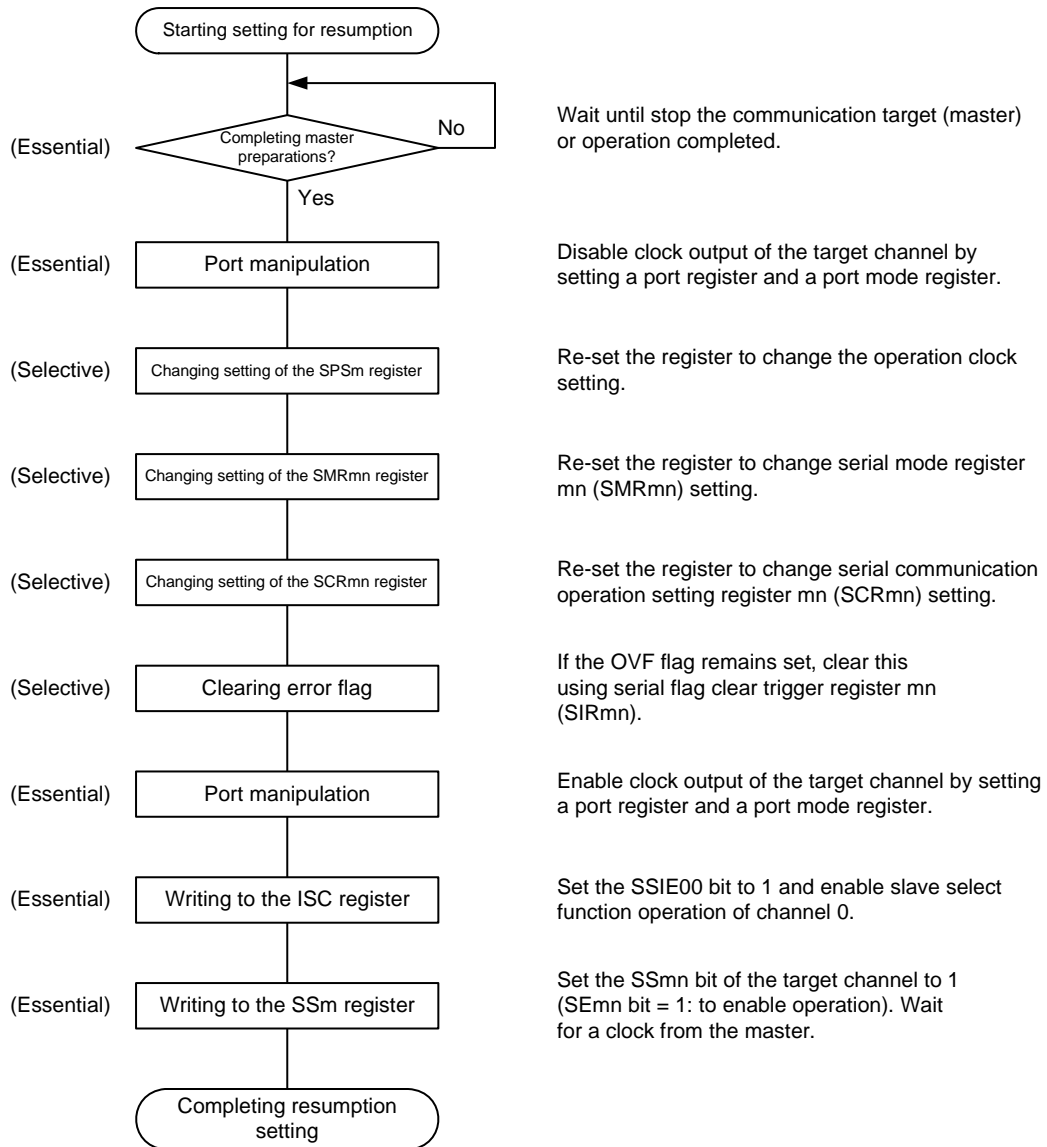 Starting setting for resumption
(Essential)
Completing master
preparations?
No
Yes
Wait until stop the communication target (master)
or operation completed.
(Essential)
Port manipulation
Disable clock output of the target channel by
setting a port register and a port mode register.
(Selective)
Changing setting of the SPSm register
Re-set the register to change the operation clock
setting.
(Selective)
Changing setting of the SMRmn register
Re-set the register to change serial mode register
mn (SMRmn) setting.
(Selective)
Changing setting of the SCRmn register
Re-set the register to change serial communication
operation setting register mn (SCRmn) setting.
(Selective)
Clearing error flag
If the OVF flag remains set, clear this
using serial flag clear trigger register mn
(SIRmn).
(Essential)
Port manipulation
Enable clock output of the target channel by setting
a port register and a port mode register.
(Essential)
Writing to the ISC register
Set the SSIE00 bit to 1 and enable slave select
function operation of channel 0.
(Essential)
Writing to the SSm register
Set the SSmn bit of the target channel to 1
(SEmn bit = 1: to enable operation). Wait
for a clock from the master.
Completing resumption
setting